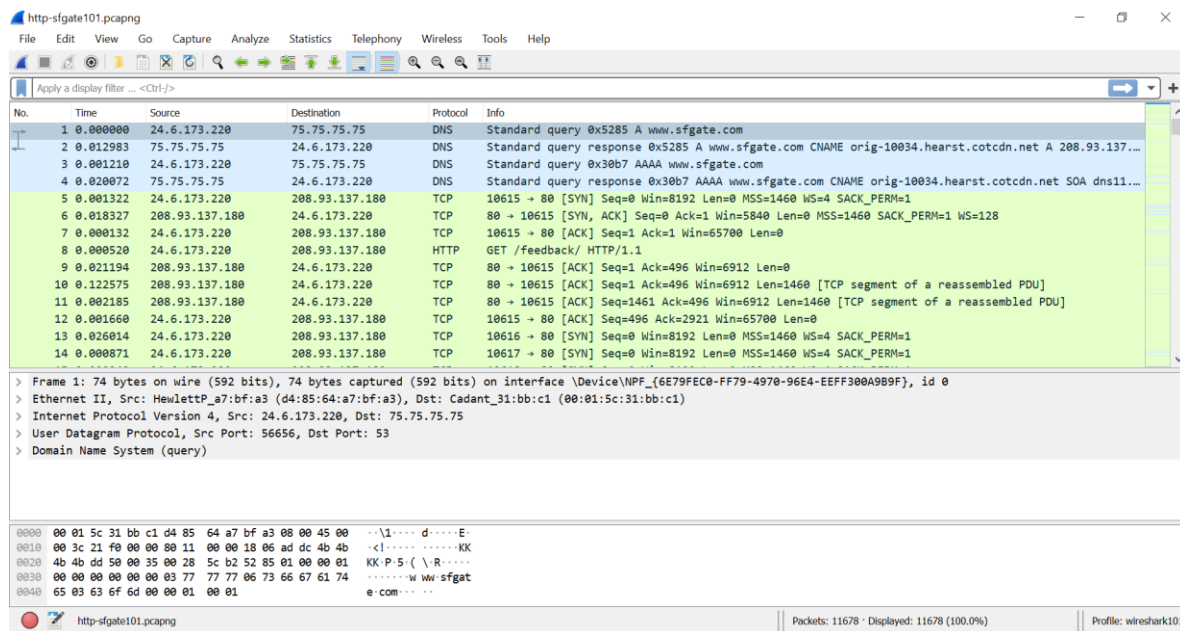 http-sfgate101.pcapng
File Edit View Go Capture Analyze Statistics Telephony Wireless Tools Help
Apply a display filter ... <Ctrl-/>
No. Time Source Destination Protocol Info
1 0.000000 24.6.173.220 75.75.75.75 DNS Standard query 0x5285 A www.sfgate.com
2 0.012983 75.75.75.75 24.6.173.220 DNS Standard query response 0x5285 A www.sfgate.com CNAME orig-10034.hearst.cotcdn.net A 208.93.137....
3 0.001210 24.6.173.220 75.75.75.75 DNS Standard query 0x30b7 AAAA www.sfgate.com
4 0.020072 75.75.75.75 24.6.173.220 DNS Standard query response 0x30b7 AAAA www.sfgate.com CNAME orig-10034.hearst.cotcdn.net SOA dns11....
5 0.001322 24.6.173.220 208.93.137.180 TCP 10615 → 80 [SYN] Seq=0 Win=8192 Len=0 MSS=1460 WS=4 SACK_PERM=1
6 0.018327 208.93.137.180 24.6.173.220 TCP 80 → 10615 [SYN, ACK] Seq=0 Ack=1 Win=5840 Len=0 MSS=1460 SACK_PERM=1 WS=128
7 0.000132 24.6.173.220 208.93.137.180 TCP 10615 → 80 [ACK] Seq=1 Ack=1 Win=65700 Len=0
8 0.000520 24.6.173.220 208.93.137.180 HTTP GET /feedback/ HTTP/1.1
9 0.021194 208.93.137.180 24.6.173.220 TCP 80 → 10615 [ACK] Seq=1 Ack=496 Win=6912 Len=0
10 0.122575 208.93.137.180 24.6.173.220 TCP 80 → 10615 [ACK] Seq=1 Ack=496 Win=6912 Len=1460 [TCP segment of a reassembled PDU]
11 0.002185 208.93.137.180 24.6.173.220 TCP 80 → 10615 [ACK] Seq=1461 Ack=496 Win=6912 Len=1460 [TCP segment of a reassembled PDU]
12 0.001660 24.6.173.220 208.93.137.180 TCP 10615 → 80 [ACK] Seq=496 Ack=2921 Win=65700 Len=0
13 0.026014 24.6.173.220 208.93.137.180 TCP 10616 → 80 [SYN] Seq=0 Win=8192 Len=0 MSS=1460 WS=4 SACK_PERM=1
14 0.000871 24.6.173.220 208.93.137.180 TCP 10617 → 80 [SYN] Seq=0 Win=8192 Len=0 MSS=1460 WS=4 SACK_PERM=1
> Frame 1: 74 bytes on wire (592 bits), 74 bytes captured (592 bits) on interface \Device\NPF_{6E79FEC0-FF79-4970-96E4-EEFF300A9B9F}, id 0
> Ethernet II, Src: HewlettP_a7:bf:a3 (d4:85:64:a7:bf:a3), Dst: Cadant_31:bb:c1 (00:01:5c:31:bb:c1)
> Internet Protocol Version 4, Src: 24.6.173.220, Dst: 75.75.75.75
> User Datagram Protocol, Src Port: 56656, Dst Port: 53
> Domain Name System (query)
0000 00 01 5c 31 bb c1 d4 85 64 a7 bf a3 08 00 45 00 ··\1···· d·····E·
0010 00 3c 21 f0 00 00 80 11 00 00 18 06 ad dc 4b 4b ·<!····· ······KK
0020 4b 4b dd 50 00 35 00 28 5c b2 52 85 01 00 00 01 KK·P·5·( \·R·····
0030 00 00 00 00 00 00 03 77 77 77 06 73 66 67 61 74 ·······w ww·sfgat
0040 65 03 63 6f 6d 00 00 01 00 01 e·com··· ··
http-sfgate101.pcapng Packets: 11678 · Displayed: 11678 (100.0%) Profile: wireshark10